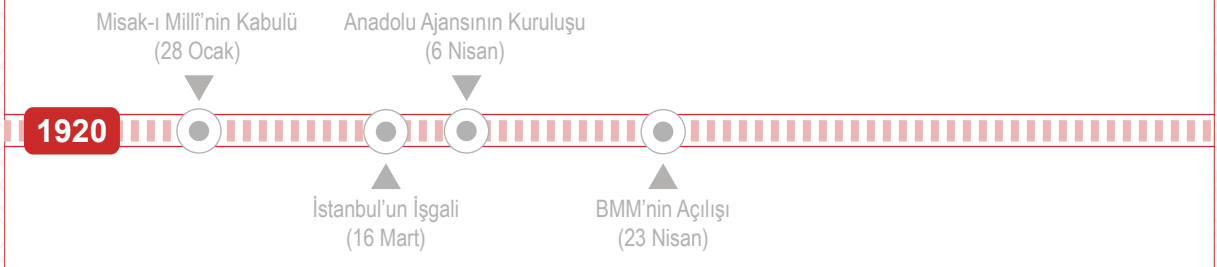 Misak-ı Millî’nin Kabulü
(28 Ocak)
Anadolu Ajansının Kuruluşu
(6 Nisan)
1920
İstanbul’un İşgali
(16 Mart)
BMM’nin Açılışı
(23 Nisan)